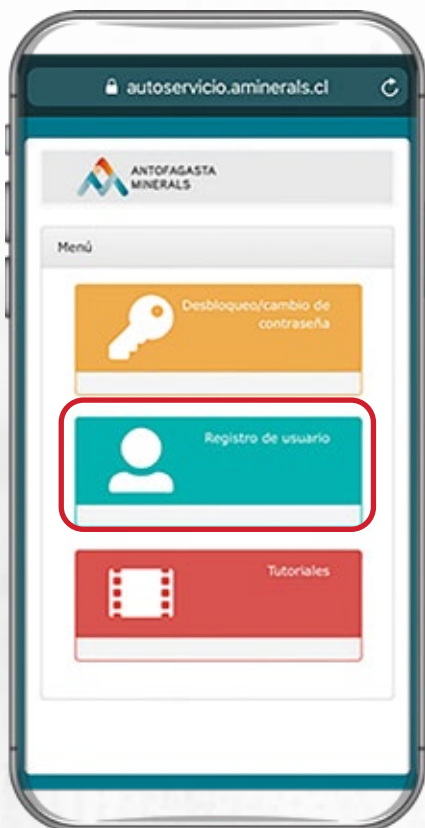 autoservicio.aminerals.cl
ANTOFAGASTA
MINERALS
Menú
Desbloqueo/cambio de
contraseña
Registro de usuario
Tutoriales